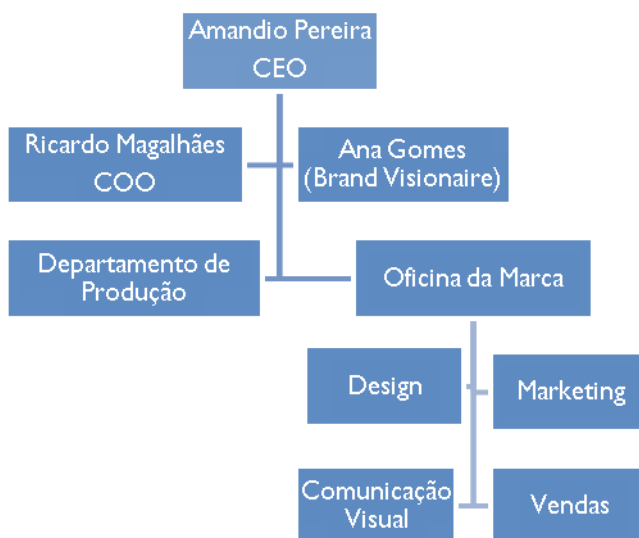 Amandio Pereira
CEO
Ricardo Magalhães
COO
Ana Gomes
(Brand Visionaire)
Departamento de
Produção
Oficina da Marca
Design
Marketing
Comunicação
Visual
Vendas